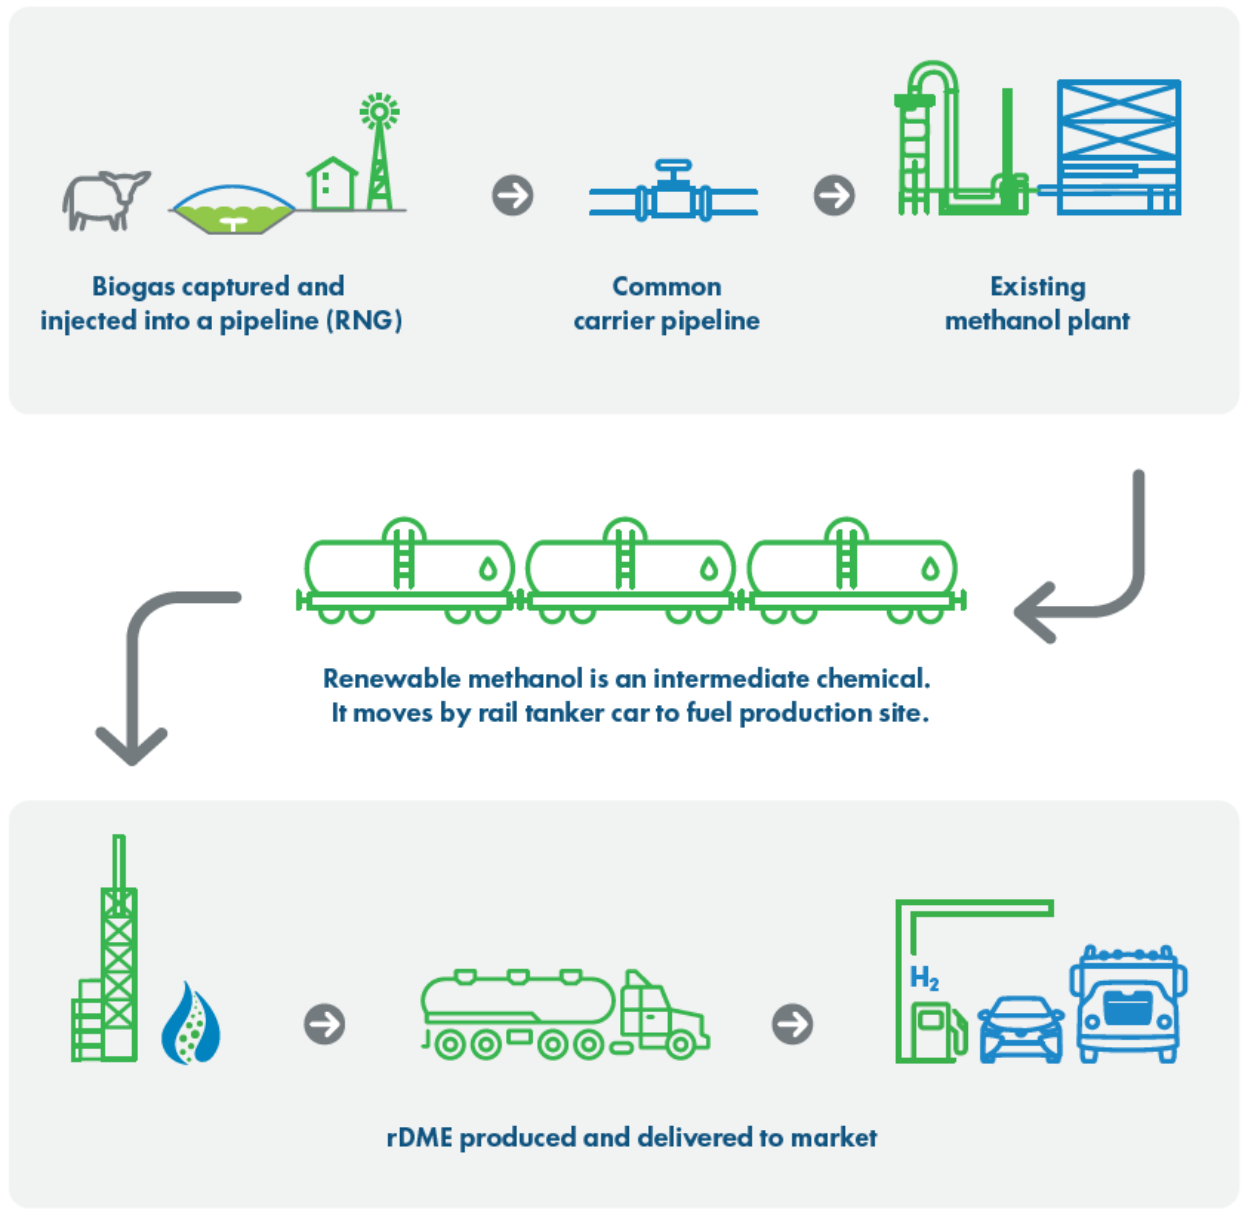 Biogas captured and
injected into a pipeline (RNG)
Common
carrier pipeline
Existing
methanol plant
Renewable methanol is an intermediate chemical.
It moves by rail tanker car to fuel production site.
H₂
rDME produced and delivered to market